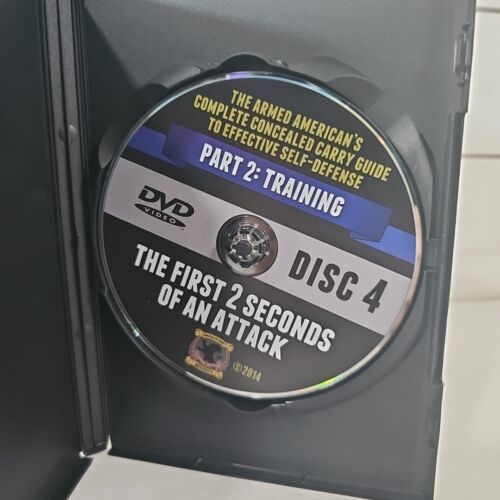 THE ARMED AMERICAN'S
COMPLETE CONCEALED CARRY GUIDE
TO EFFECTIVE SELF-DEFENSE
PART 2: TRAINING
DVD
VIDEO
DISC 4
THE FIRST 2 SECONDS
OF AN ATTACK
©2014